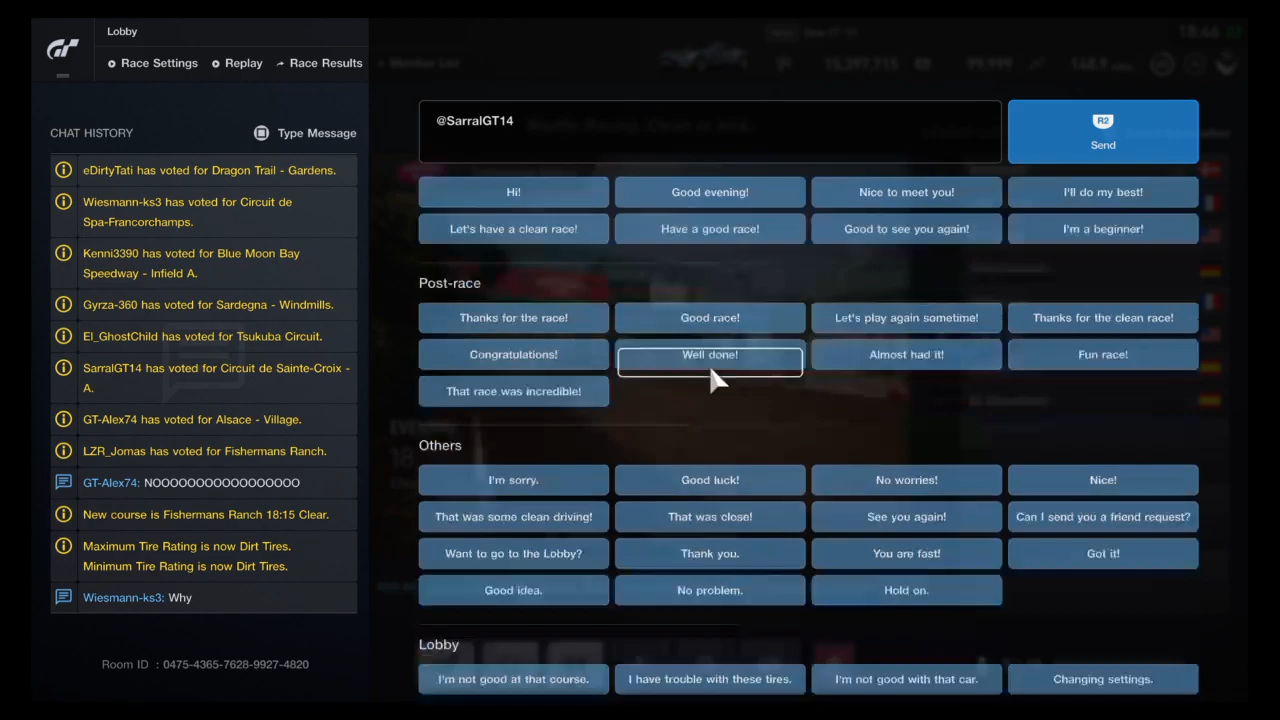 Lobby
Race Settings
Replay
Race Results
CHAT HISTORY
Type Message
eDirtyTati has voted for Dragon Trail - Gardens.
Wiesmann-ks3 has voted for Circuit de
Spa-Francorchamps.
Kenni3390 has voted for Blue Moon Bay
Speedway - Infield A.
Gyrza-360 has voted for Sardegna - Windmills.
El_GhostChild has voted for Tsukuba Circuit.
SarralGT14 has voted for Circuit de Sainte-Croix -
A.
GT-Alex74 has voted for Alsace - Village.
LZR_Jomas has voted for Fishermans Ranch.
GT-Alex74: NOOOOOOOOOOOOOOOOO
New course is Fishermans Ranch 18:15 Clear.
Maximum Tire Rating is now Dirt Tires.
Minimum Tire Rating is now Dirt Tires.
Wiesmann-ks3: Why
Room ID : 0475-4365-7628-9927-4820
Member List
15,397,715
99,999
148.9
18:44
@SarralGT14
R2
Send
Hi!
Good evening!
Nice to meet you!
I'll do my best!
Let's have a clean race!
Have a good race!
Good to see you again!
I'm a beginner!
Post-race
Thanks for the race!
Good race!
Let's play again sometime!
Thanks for the clean race!
Congratulations!
Well done!
Almost had it!
Fun race!
That race was incredible!
Others
I'm sorry.
Good luck!
No worries!
Nice!
That was some clean driving!
That was close!
See you again!
Can I send you a friend request?
Want to go to the Lobby?
Thank you.
You are fast!
Got it!
Good idea.
No problem.
Hold on.
Lobby
I'm not good at that course.
I have trouble with these tires.
I'm not good with that car.
Changing settings.